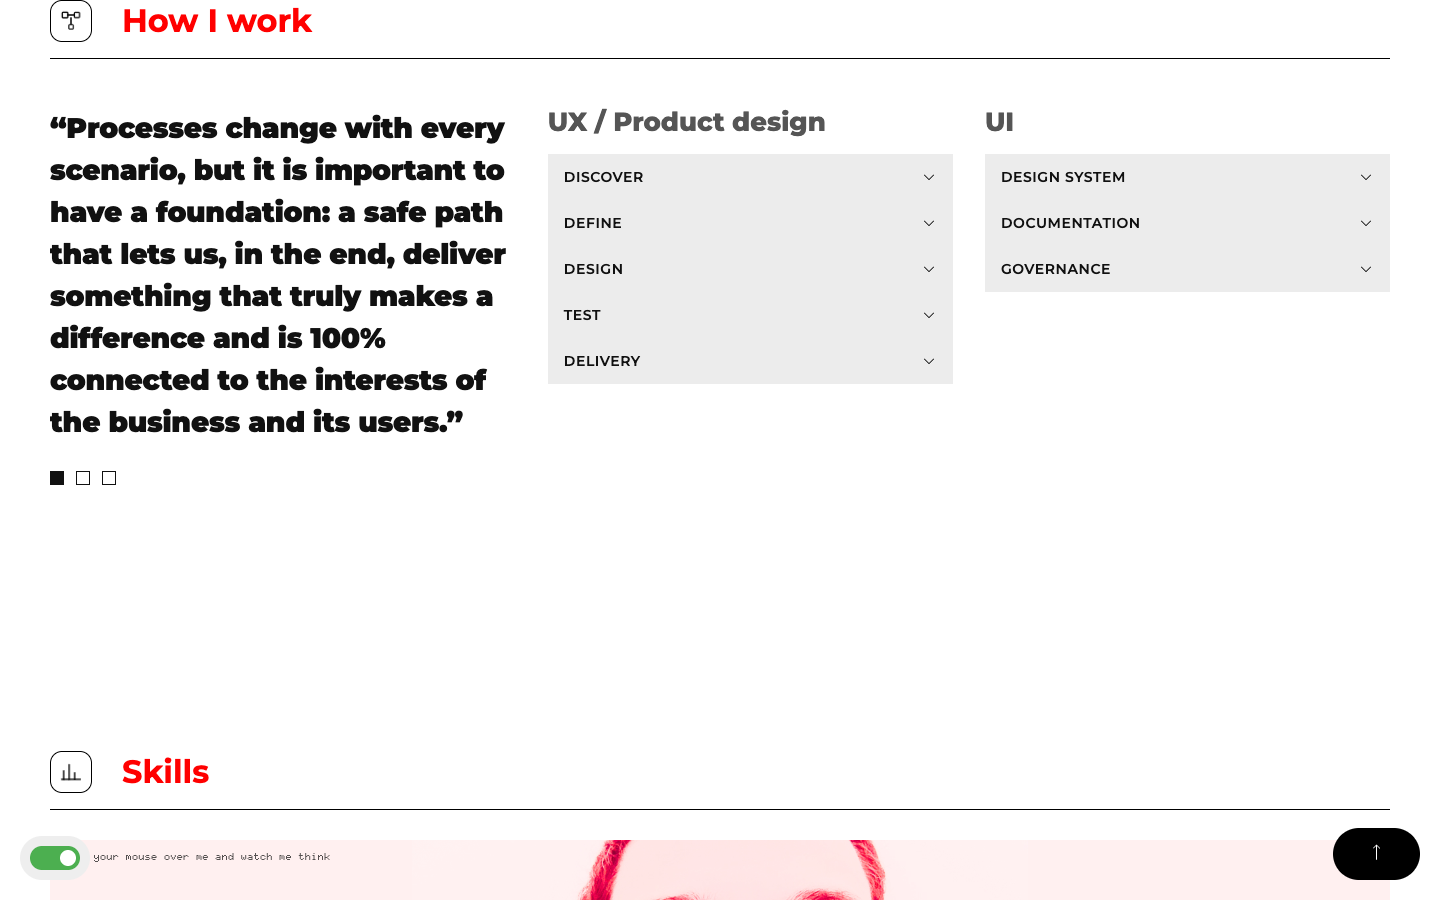 How I work
“Processes change with every
scenario, but it is important to
have a foundation: a safe path
that lets us, in the end, deliver
something that truly makes a
difference and is 100%
connected to the interests of
the business and its users.”
UX / Product design
DISCOVER
DEFINE
DESIGN
TEST
DELIVERY
UI
DESIGN SYSTEM
DOCUMENTATION
GOVERNANCE
Skills
your mouse over me and watch me think